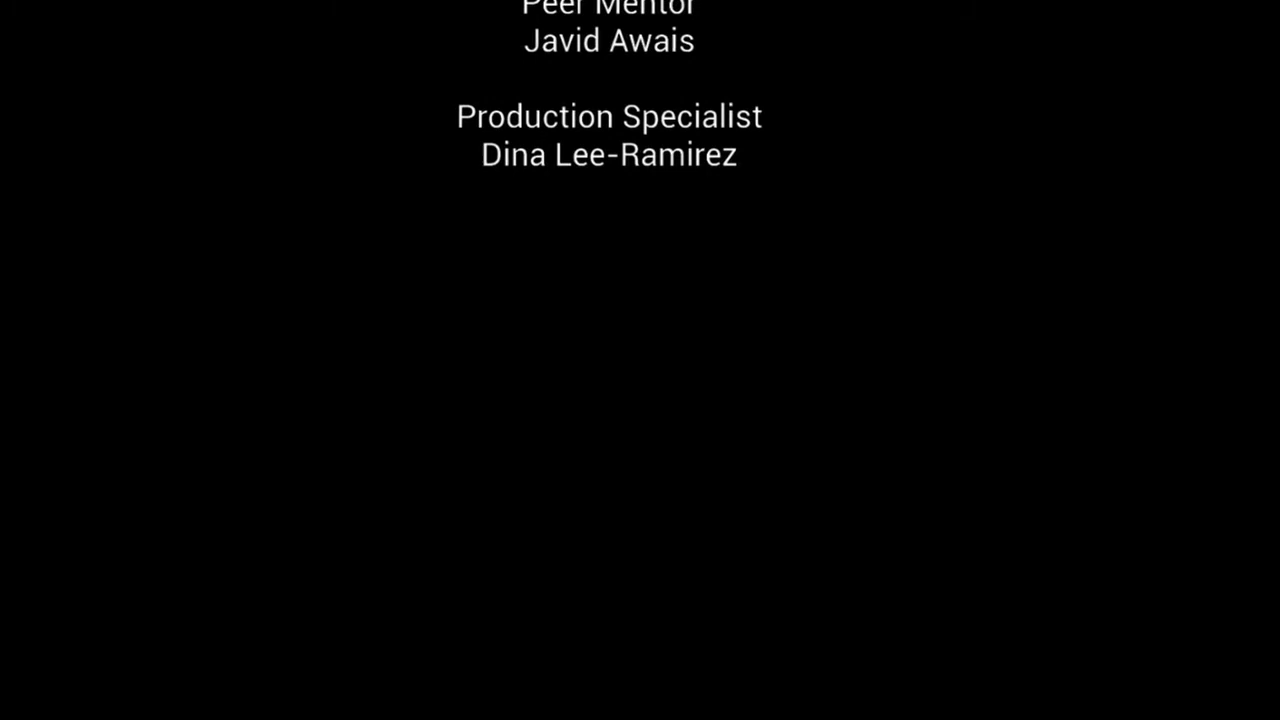 Peer Mentor
Javid Awais
Production Specialist
Dina Lee-Ramirez